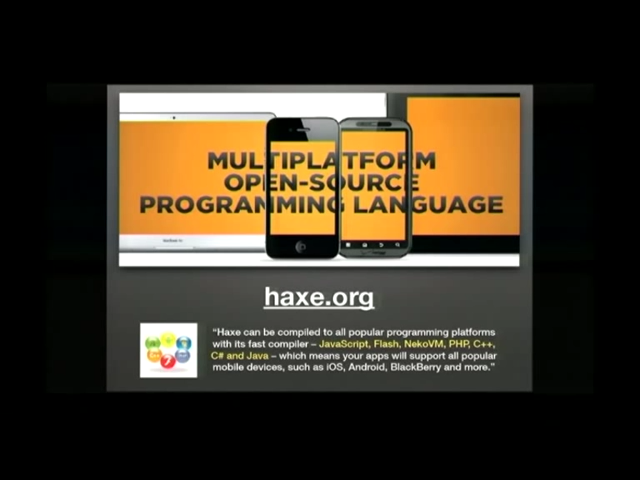 MULTIPLATFORM
OPEN-SOURCE
PROGRAMMING LANGUAGE
haxe.org
“Haxe can be compiled to all popular programming platforms
with its fast compiler – JavaScript, Flash, NekoVM, PHP, C++,
C# and Java – which means your apps will support all popular
mobile devices, such as iOS, Android, BlackBerry and more.”